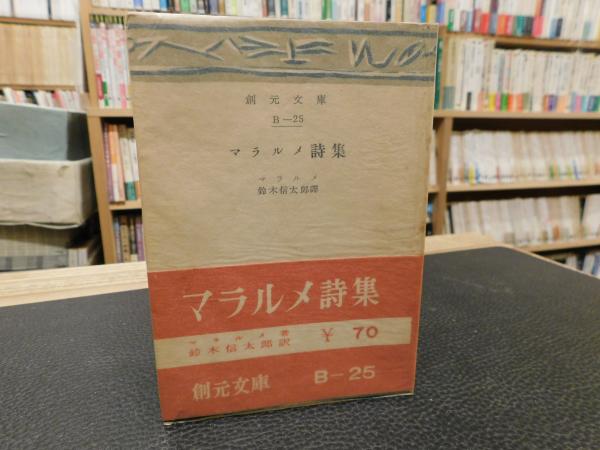 創元文庫
B—25
マラルメ詩集
マラルメ
鈴木信太郎譯
マラルメ詩集
マラルメ著
鈴木信太郎訳
¥ 70
創元文庫 B—25